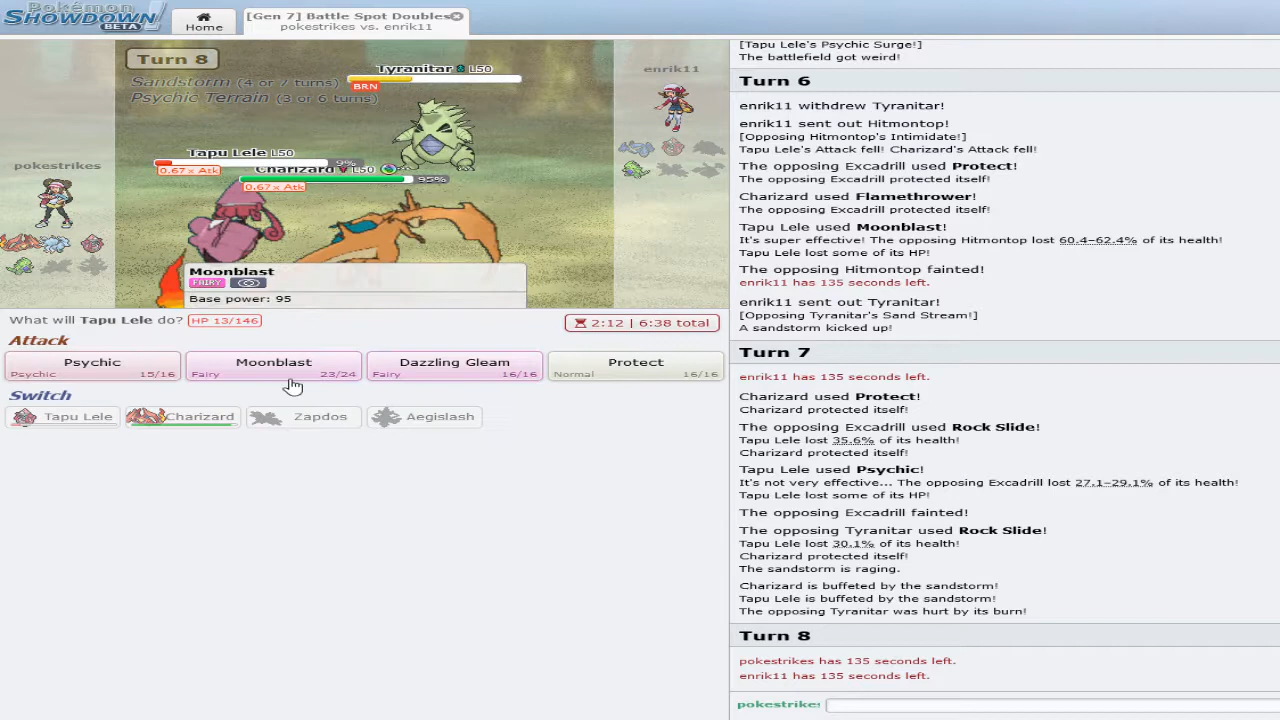 Pokémon
SHOWDOWN
BETA
Home
[Gen 7] Battle Spot Doubles
pokestrikes vs. enrik11
Turn 8
Sandstorm (4 or 7 turns)
Psychic Terrain (3 or 6 turns)
Tyranitar L50
BRN
enrik11
pokestrikes
Tapu Lele L50
9%
0.67× Atk
Charizard L50
95%
0.67× Atk
Moonblast
FAIRY
Base power: 95
What will Tapu Lele do? HP 13/146
2:12 | 6:38 total
Attack
Psychic
Psychic 15/16
Moonblast
Fairy 23/24
Dazzling Gleam
Fairy 16/16
Protect
Normal 16/16
Switch
Tapu Lele
Charizard
Zapdos
Aegislash
[Tapu Lele's Psychic Surge!]
The battlefield got weird!
Turn 6
enrik11 withdrew Tyranitar!
enrik11 sent out Hitmontop!
[Opposing Hitmontop's Intimidate!]
Tapu Lele's Attack fell! Charizard's Attack fell!
The opposing Excadrill used Protect!
The opposing Excadrill protected itself!
Charizard used Flamethrower!
The opposing Excadrill protected itself!
Tapu Lele used Moonblast!
It's super effective! The opposing Hitmontop lost 60.4–62.4% of its health!
Tapu Lele lost some of its HP!
The opposing Hitmontop fainted!
enrik11 has 135 seconds left.
enrik11 sent out Tyranitar!
[Opposing Tyranitar's Sand Stream!]
A sandstorm kicked up!
Turn 7
enrik11 has 135 seconds left.
Charizard used Protect!
Charizard protected itself!
The opposing Excadrill used Rock Slide!
Tapu Lele lost 35.6% of its health!
Charizard protected itself!
Tapu Lele used Psychic!
It's not very effective... The opposing Excadrill lost 27.1–29.1% of its health!
Tapu Lele lost some of its HP!
The opposing Excadrill fainted!
The opposing Tyranitar used Rock Slide!
Tapu Lele lost 30.1% of its health!
Charizard protected itself!
The sandstorm is raging.
Charizard is buffeted by the sandstorm!
Tapu Lele is buffeted by the sandstorm!
The opposing Tyranitar was hurt by its burn!
Turn 8
pokestrikes has 135 seconds left.
enrik11 has 135 seconds left.
pokestrikes: